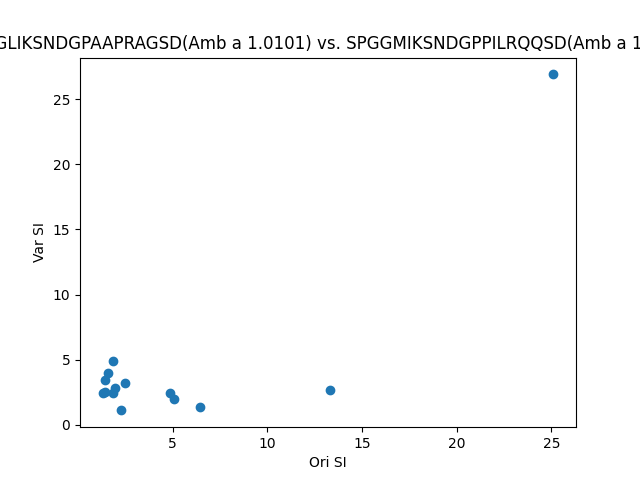 GLIKSNDGPAAPRAGSD(Amb a 1.0101) vs. SPGGMIKSNDGPPILRQQSD(Amb a 1
25
20
15
10
5
0
Var SI
5 10 15 20 25
Ori SI